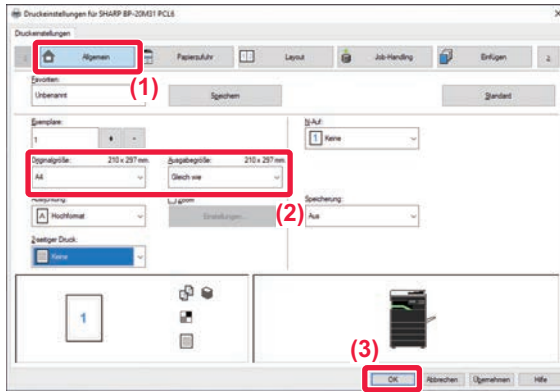 Druckeinstellungen für SHARP BP-20M31 PCL6
Druckeinstellungen
Allgemein
Papierzufuhr
Layout
Job-Handling
Einfügen
(1)
Favoriten:
Unbenannt
Speichern
Standard
Exemplare:
1
N-Auf:
1 Keine
Originalgröße: 210 x 297 mm.
Ausgabegröße: 210 x 297 mm.
A4
Gleich wie
(2)
Ausrichtung:
Zoom
Speicherung:
A Hochformat
Einstellungen...
Aus
2-seitiger Druck:
Keine
1
(3)
OK
Abbrechen
Übernehmen
Hilfe